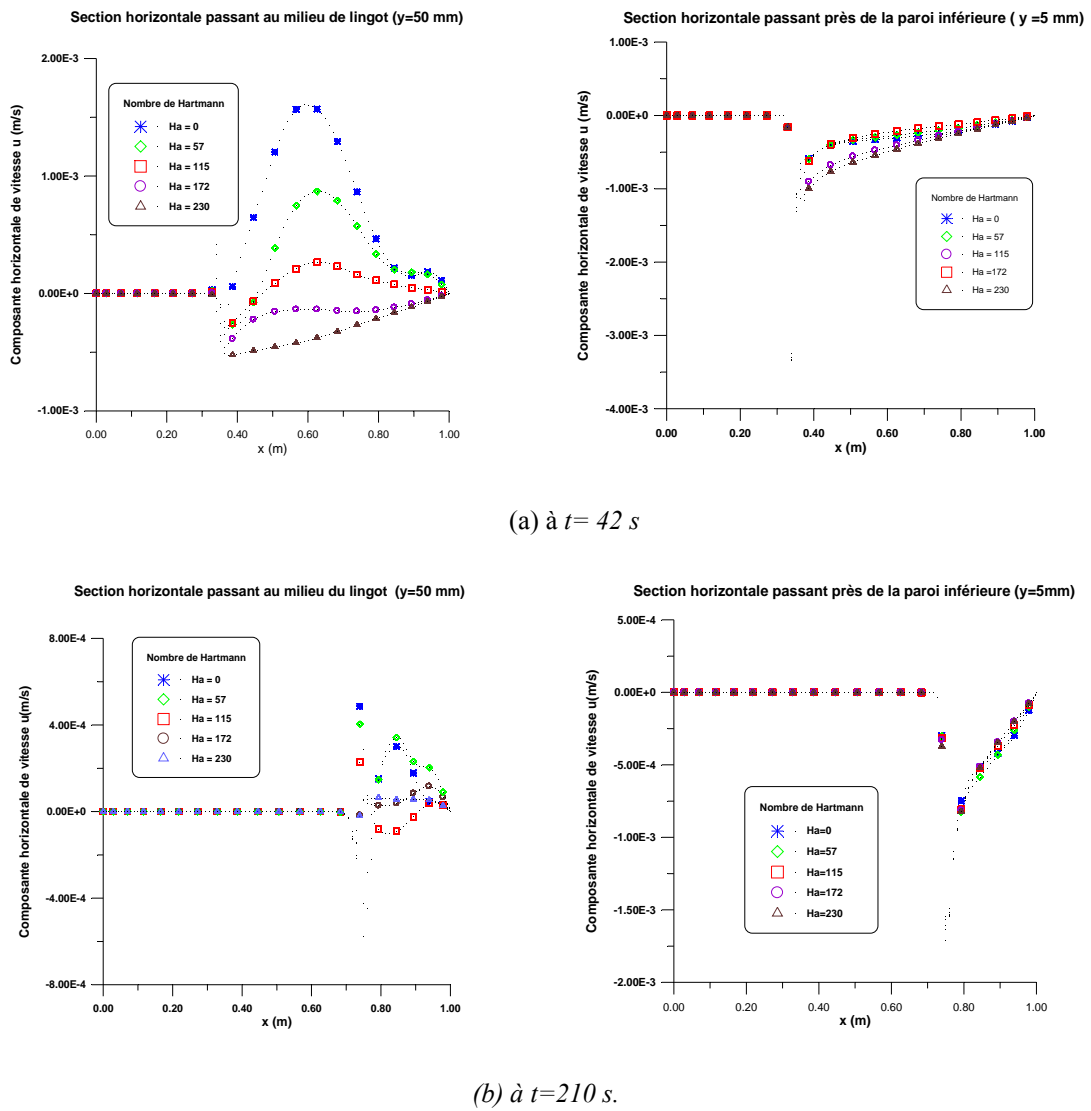 Section horizontale passant au milieu de lingot (y=50 mm)
2.00E-3
1.00E-3
0.00E+0
-1.00E-3
Composante horizontale de vitesse u (m/s)
Nombre de Hartmann
Ha = 0
Ha = 57
Ha = 115
Ha = 172
Ha = 230
0.00 0.20 0.40 0.60 0.80 1.00
x (m)
Section horizontale passant près de la paroi inférieure ( y =5 mm)
1.00E-3
0.00E+0
-1.00E-3
-2.00E-3
-3.00E-3
-4.00E-3
Composante horizontale de vitesse u (m/s)
Nombre de Hartmann
Ha = 0
Ha = 57
Ha = 115
Ha =172
Ha = 230
0.00 0.20 0.40 0.60 0.80 1.00
x (m)
(a) à t= 42 s
Section horizontale passant au milieu du lingot (y=50 mm)
8.00E-4
4.00E-4
0.00E+0
-4.00E-4
-8.00E-4
Composante horizontale de vitesse u(m/s)
Nombre de Hartmann
Ha = 0
Ha = 57
Ha = 115
Ha = 172
Ha = 230
0.00 0.20 0.40 0.60 0.80 1.00
x (m)
Section horizontale passant près de la paroi inférieure (y=5mm)
5.00E-4
0.00E+0
-5.00E-4
-1.00E-3
-1.50E-3
-2.00E-3
Composante horizontale de vitesse u (m/s)
Nombre de Hartmann
Ha=0
Ha=57
Ha=115
Ha=172
Ha=230
0.00 0.20 0.40 0.60 0.80 1.00
x (m)
(b) à t=210 s.